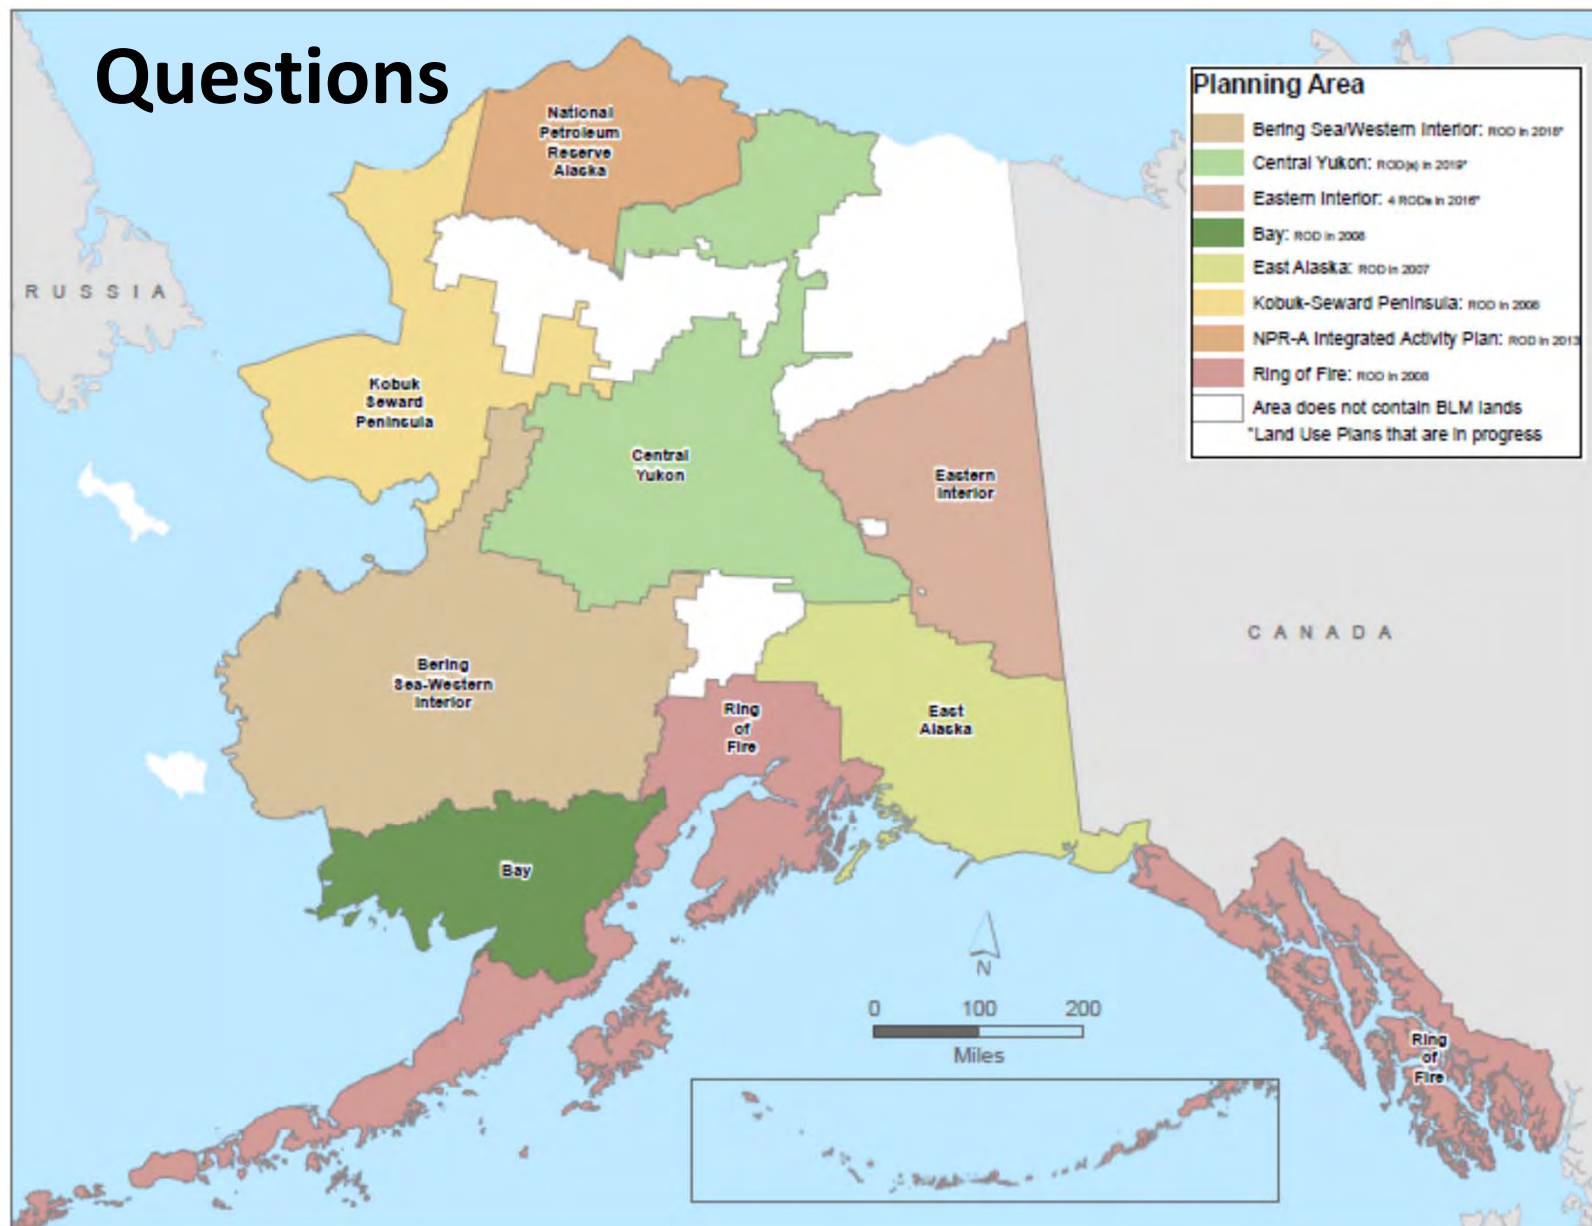 Questions
Planning Area
Bering Sea/Western Interior: ROD in 2018*
Central Yukon: ROD(s) in 2019*
Eastern Interior: 4 RODs in 2016*
Bay: ROD in 2008
East Alaska: ROD in 2007
Kobuk-Seward Peninsula: ROD in 2008
NPR-A Integrated Activity Plan: ROD in 2013
Ring of Fire: ROD in 2008
Area does not contain BLM lands
*Land Use Plans that are in progress
National
Petroleum
Reserve
Alaska
RUSSIA
Kobuk
Seward
Peninsula
Central
Yukon
Eastern
Interior
CANADA
Bering
Sea-Western
Interior
Ring
of
Fire
East
Alaska
Bay
N
0 100 200
Miles
Ring
of
Fire